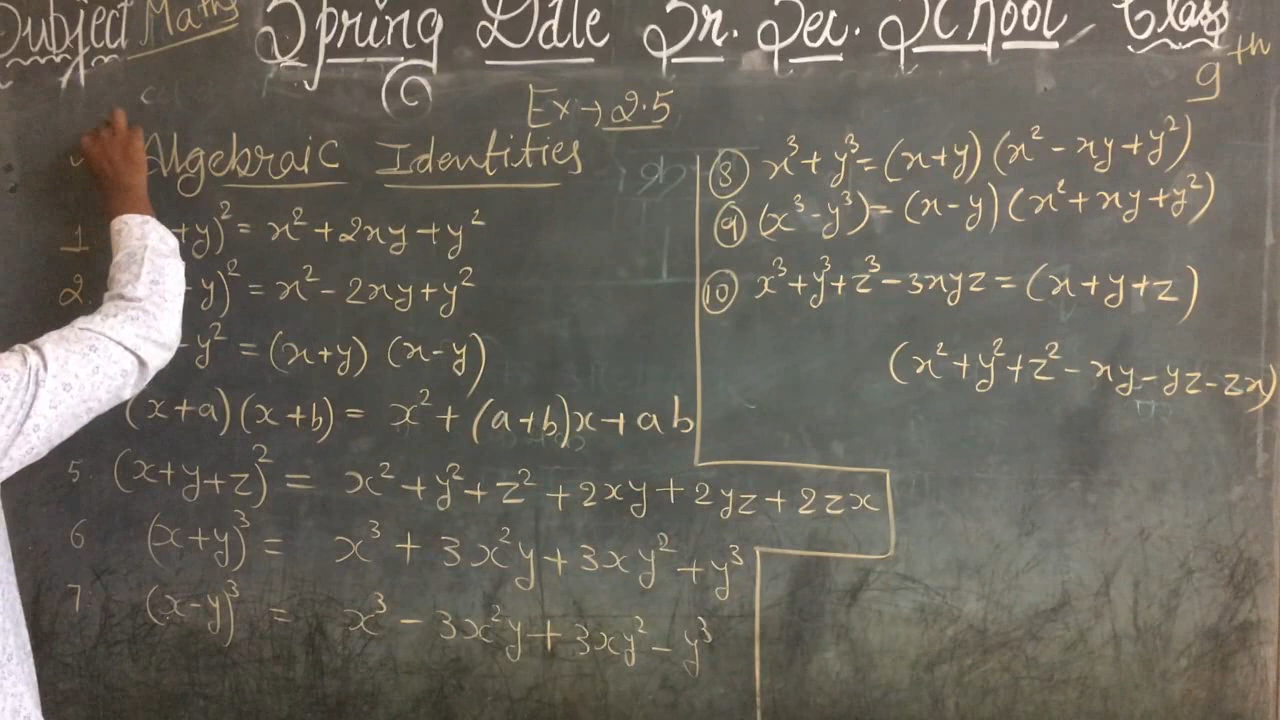 Subject Maths Spring Dale Sr. Sec. School Class 9th
Ex → 2.5
Algebraic Identities
1 +y)² = x² + 2xy + y²
2. - y)² = x² - 2xy + y²
- y² = (x+y) (x-y)
(x+a) (x+b) = x² + (a+b)x + ab
5. (x+y+z)² = x² + y² + z² + 2xy + 2yz + 2zx
6 (x+y)³ = x³ + 3x²y + 3xy² + y³
7. (x-y)³ = x³ - 3x²y + 3xy² - y³
⑧ x³ + y³ = (x+y) (x² - xy + y²)
⑨ (x³ - y³) = (x-y) (x² + xy + y²)
⑩ x³ + y³ + z³ - 3xyz = (x+y+z)
(x² + y² + z² - xy - yz - zx)